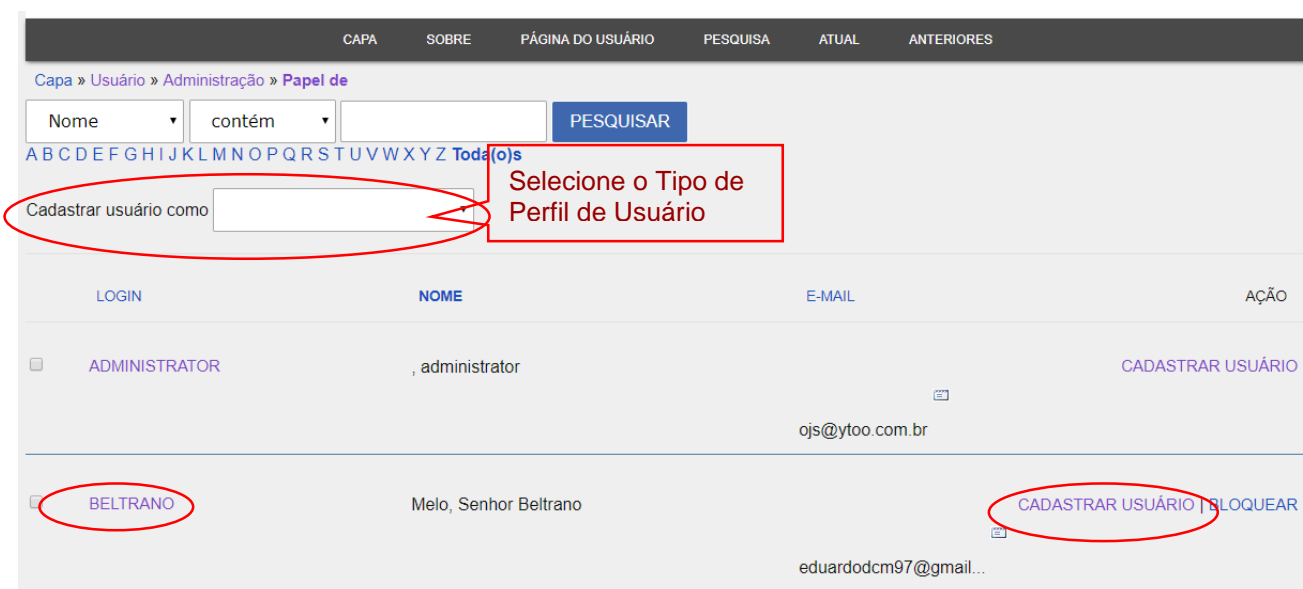 CAPA SOBRE PÁGINA DO USUÁRIO PESQUISA ATUAL ANTERIORES
Capa » Usuário » Administração » Papel de
Nome contém PESQUISAR
A B C D E F G H I J K L M N O P Q R S T U V W X Y Z Toda(o)s
Selecione o Tipo de
Perfil de Usuário
Cadastrar usuário como
LOGIN NOME E-MAIL AÇÃO
ADMINISTRATOR , administrator CADASTRAR USUÁRIO
ojs@ytoo.com.br
BELTRANO Melo, Senhor Beltrano CADASTRAR USUÁRIO | BLOQUEAR
eduardodcm97@gmail...